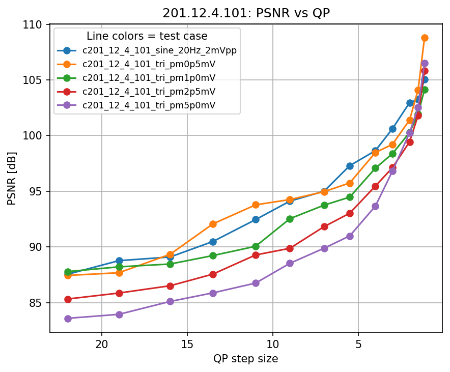 201.12.4.101: PSNR vs QP
110
105
100
95
90
85
PSNR [dB]
Line colors = test case
c201_12_4_101_sine_20Hz_2mVpp
c201_12_4_101_tri_pm0p5mV
c201_12_4_101_tri_pm1p0mV
c201_12_4_101_tri_pm2p5mV
c201_12_4_101_tri_pm5p0mV
20 15 10 5
QP step size